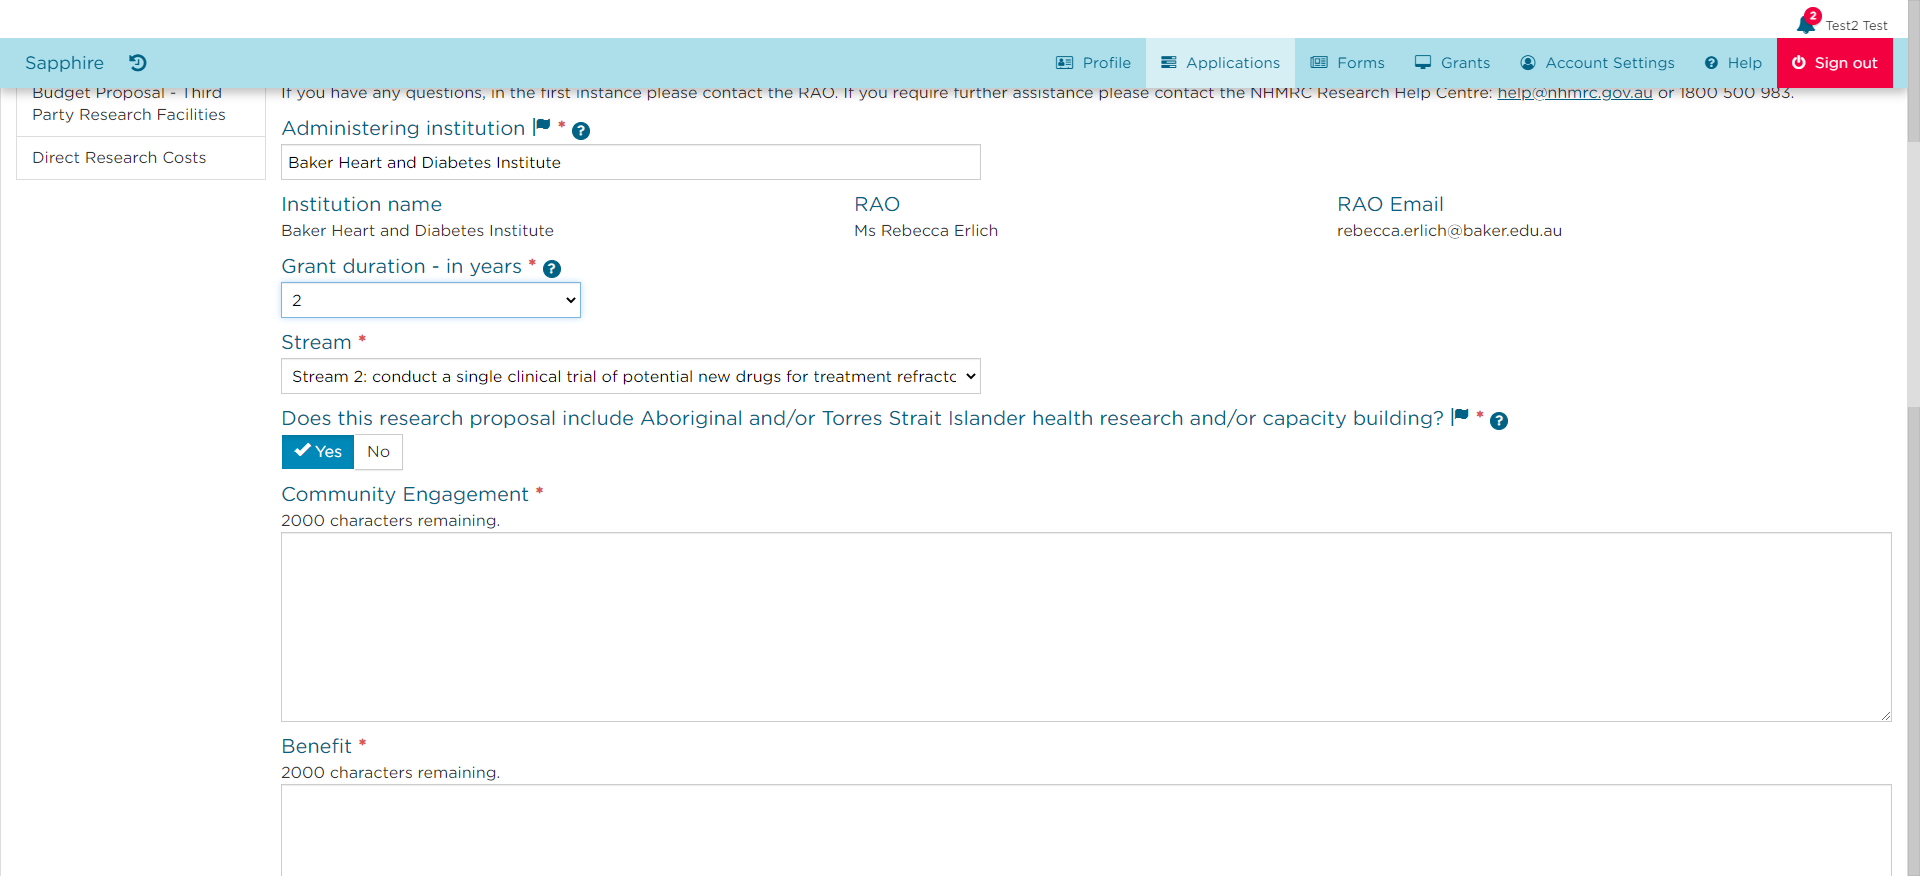 2
Test2 Test
Sapphire
Profile
Applications
Forms
Grants
Account Settings
Help
Sign out
Budget Proposal - Third
Party Research Facilities
Direct Research Costs
If you have any questions, in the first instance please contact the RAO. If you require further assistance please contact the NHMRC Research Help Centre: help@nhmrc.gov.au or 1800 500 983.
Administering institution * ?
Baker Heart and Diabetes Institute
Institution name
Baker Heart and Diabetes Institute
RAO
Ms Rebecca Erlich
RAO Email
rebecca.erlich@baker.edu.au
Grant duration - in years * ?
2
Stream *
Stream 2: conduct a single clinical trial of potential new drugs for treatment refractc
Does this research proposal include Aboriginal and/or Torres Strait Islander health research and/or capacity building? * ?
Yes
No
Community Engagement *
2000 characters remaining.
Benefit *
2000 characters remaining.